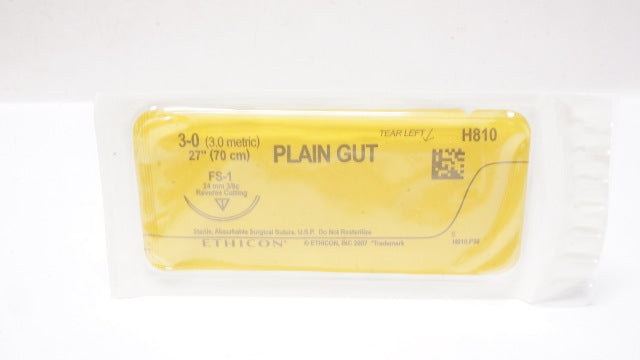 3-0 (3.0 metric)
27" (70 cm)
TEAR LEFT
H810
PLAIN GUT
FS-1
24 mm 3/8c
Reverse Cutting
Sterile, Absorbable Surgical Suture, U.S.P. Do Not Resterilize
ETHICON* © ETHICON, INC 2007 *Trademark